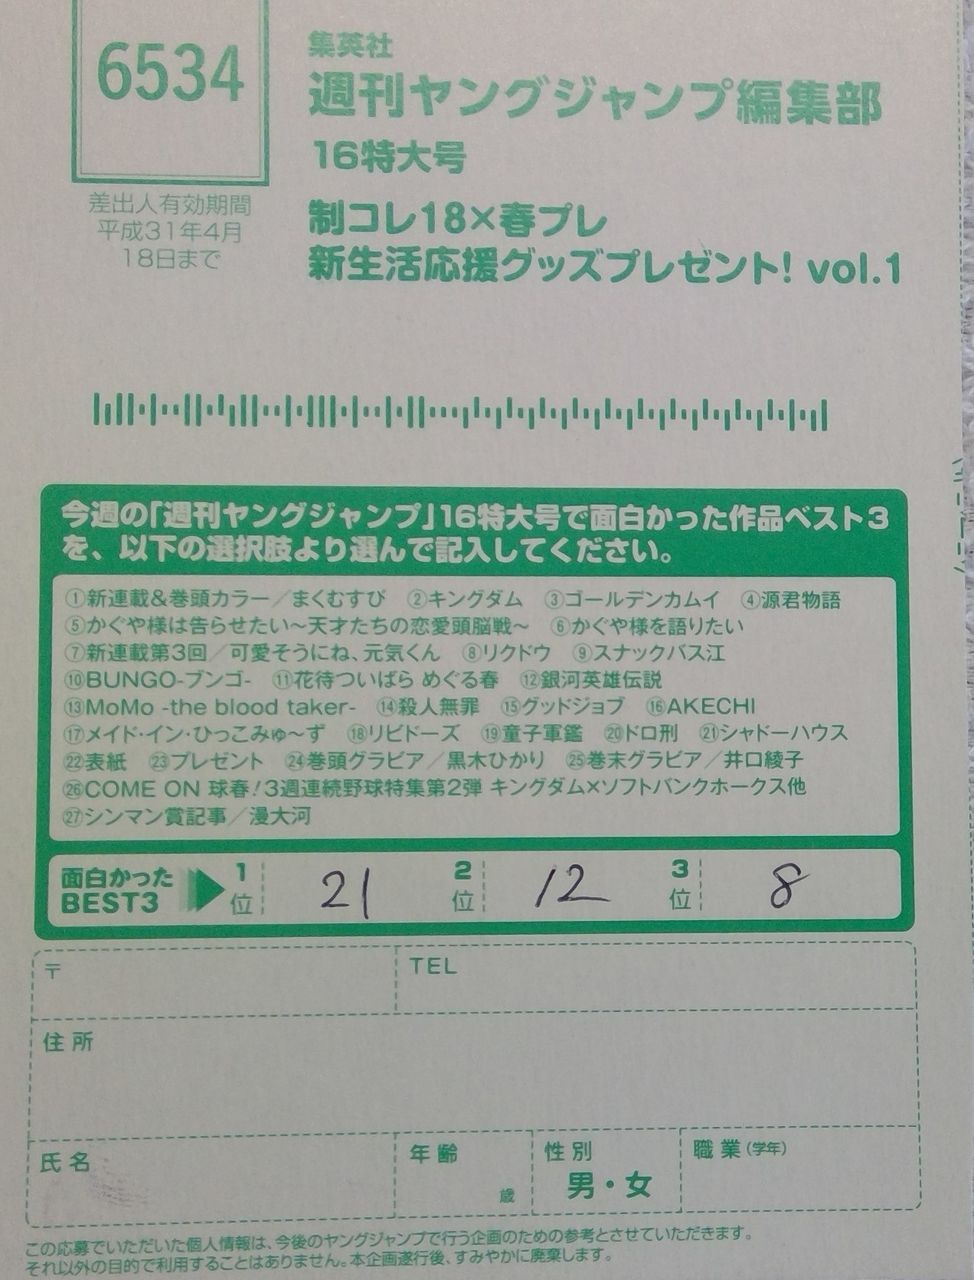 6534
差出人有効期間
平成31年4月
18日まで
集英社
週刊ヤングジャンプ編集部
16特大号
制コレ18×春プレ
新生活応援グッズプレゼント! vol.1
今週の「週刊ヤングジャンプ」16特大号で面白かった作品ベスト3
を、以下の選択肢より選んで記入してください。
①新連載&巻頭カラー/まくむすび ②キングダム ③ゴールデンカムイ ④源君物語
⑤かぐや様は告らせたい~天才たちの恋愛頭脳戦~ ⑥かぐや様を語りたい
⑦新連載第3回/可愛そうにね、元気くん ⑧リクドウ ⑨スナックバス江
⑩BUNGO-ブンゴ- ⑪花待ついばら めぐる春 ⑫銀河英雄伝説
⑬MoMo -the blood taker- ⑭殺人無罪 ⑮グッドジョブ ⑯AKECHI
⑰メイド・イン・ひっこみゅ~ず ⑱リビドーズ ⑲童子軍鑑 ⑳ドロ刑 ㉑シャドーハウス
㉒表紙 ㉓プレゼント ㉔巻頭グラビア/黒木ひかり ㉕巻末グラビア/井口綾子
㉖COME ON 球春!3週連続野球特集第2弾 キングダム×ソフトバンクホークス他
㉗シンマン賞記事/漫大河
面白かった
BEST3
1位 21 2位 12 3位 8
〒 TEL
住所
氏名 年齢 歳 性別 男・女 職業(学年)
この応募でいただいた個人情報は、今後のヤングジャンプで行う企画のための参考とさせていただきます。
それ以外の目的で利用することはありません。本企画遂行後、すみやかに廃棄します。